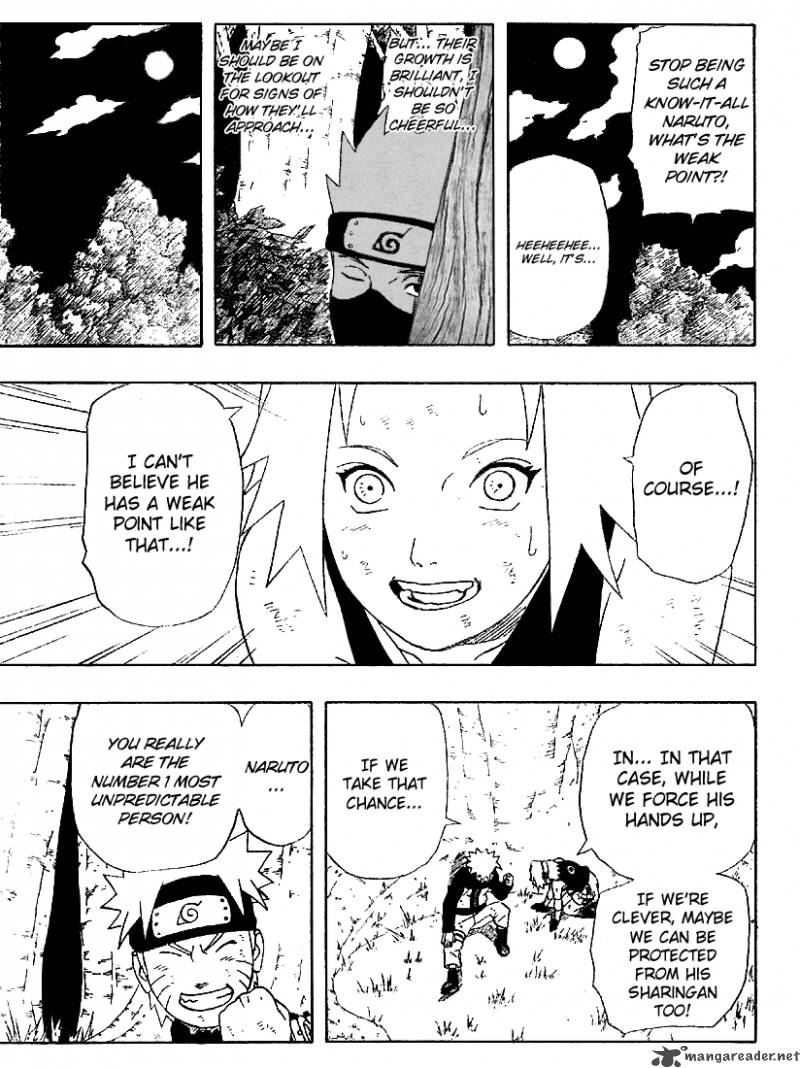 STOP BEING
SUCH A
KNOW-IT-ALL
NARUTO,
WHAT'S THE
WEAK
POINT?!
HEEHEEHEE...
WELL, IT'S...
BUT... THEIR
GROWTH IS
BRILLIANT, I
SHOULDN'T
BE SO
CHEERFUL...
MAYBE I
SHOULD BE ON
THE LOOKOUT
FOR SIGNS OF
HOW THEY'LL
APPROACH...
OF
COURSE...!
I CAN'T
BELIEVE HE
HAS A WEAK
POINT LIKE
THAT...!
IN... IN THAT
CASE, WHILE
WE FORCE HIS
HANDS UP,
IF WE'RE
CLEVER, MAYBE
WE CAN BE
PROTECTED
FROM HIS
SHARINGAN
TOO!
IF WE
TAKE THAT
CHANCE...
NARUTO
...
YOU REALLY
ARE THE
NUMBER 1 MOST
UNPREDICTABLE
PERSON!
mangareader.net